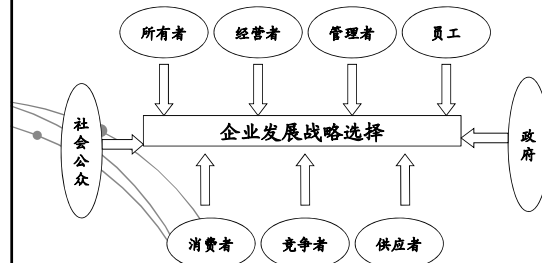 所有者
经营者
管理者
员工
社会公众
企业发展战略选择
政府
消费者
竞争者
供应者